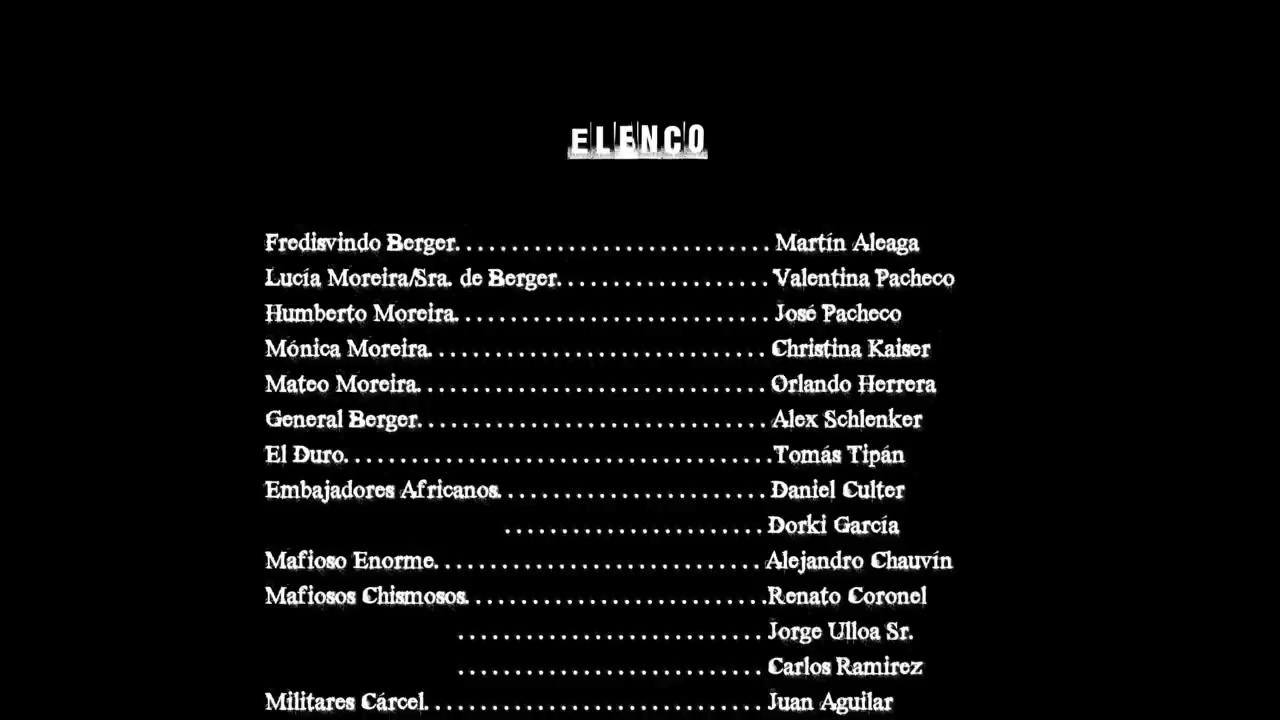 ELENCO
Fredisvindo Berger........................... Martín Aleaga
Lucía Moreira/Sra. de Berger................... Valentina Pacheco
Humberto Moreira........................... José Pacheco
Mónica Moreira............................. Christina Kaiser
Mateo Moreira.............................. Orlando Herrera
General Berger.............................. Alex Schlenker
El Duro.....................................Tomás Tipán
Embajadores Africanos....................... Daniel Culter
....................... Dorki García
Mafioso Enorme............................ Alejandro Chauvín
Mafiosos Chismosos..........................Renato Coronel
........................... Jorge Ulloa Sr.
........................... Carlos Ramirez
Militares Cárcel............................. Juan Aguilar